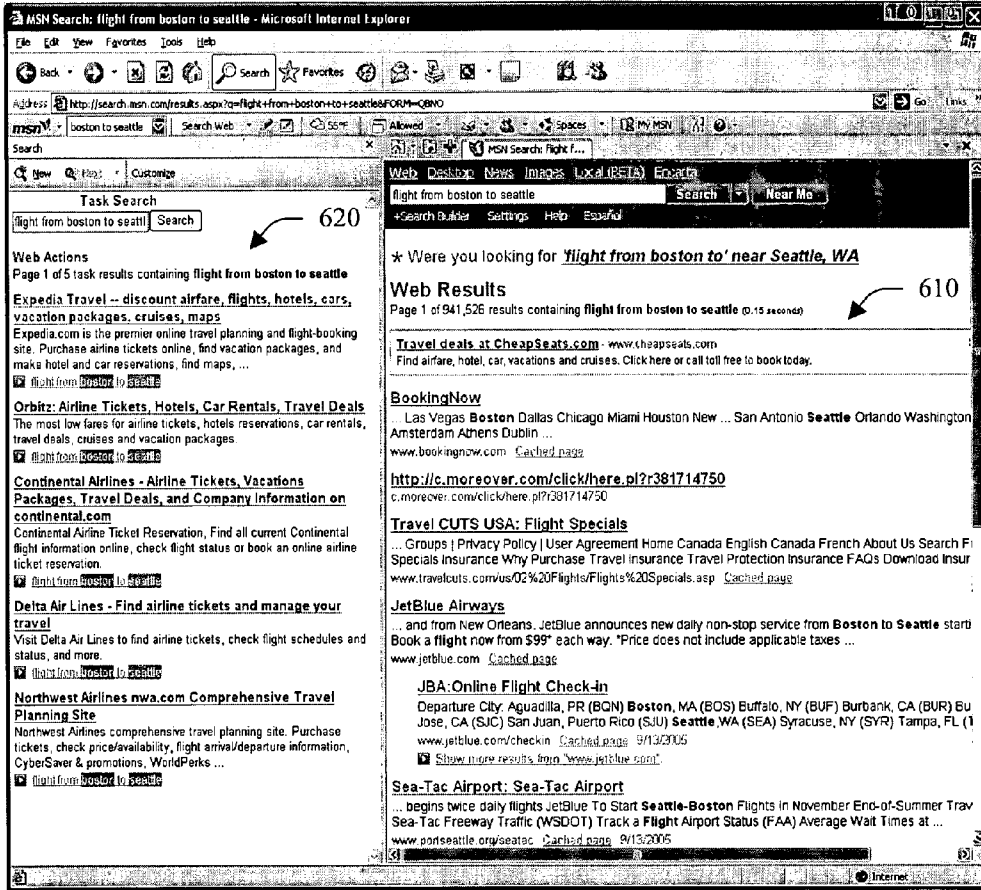 MSN Search: flight from boston to seattle - Microsoft Internet Explorer
File Edit View Favorites Tools Help
Back Search Favorites
Address http://search.msn.com/results.aspx?q=flight+from+boston+to+seattle&FORM=QBNO Go Links
msn boston to seattle Search Web 55°F Allowed Spaces My MSN
Search
MSN Search: flight f...
New Next Customize
Task Search
flight from boston to seattl Search
620
Web Actions
Page 1 of 5 task results containing flight from boston to seattle
Expedia Travel -- discount airfare, flights, hotels, cars,
vacation packages, cruises, maps
Expedia.com is the premier online travel planning and flight-booking
site. Purchase airline tickets online, find vacation packages, and
make hotel and car reservations, find maps, ...
flight from boston to seattle
Orbitz: Airline Tickets, Hotels, Car Rentals, Travel Deals
The most low fares for airline tickets, hotels reservations, car rentals,
travel deals, cruises and vacation packages.
flight from boston to seattle
Continental Airlines - Airline Tickets, Vacations
Packages, Travel Deals, and Company Information on
continental.com
Continental Airline Ticket Reservation, Find all current Continental
flight information online, check flight status or book an online airline
ticket reservation.
flight from boston to seattle
Delta Air Lines - Find airline tickets and manage your
travel
Visit Delta Air Lines to find airline tickets, check flight schedules and
status, and more.
flight from boston to seattle
Northwest Airlines nwa.com Comprehensive Travel
Planning Site
Northwest Airlines comprehensive travel planning site. Purchase
tickets, check price/availability, flight arrival/departure information,
CyberSaver & promotions, WorldPerks ...
flight from boston to seattle
Web Desktop News Images Local (BETA) Encarta
flight from boston to seattle Search Near Me
+Search Builder Settings Help Español
Were you looking for 'flight from boston to' near Seattle, WA
Web Results
610
Page 1 of 941,526 results containing flight from boston to seattle (0.15 seconds)
Travel deals at CheapSeats.com - www.cheapseats.com
Find airfare, hotel, car, vacations and cruises. Click here or call toll free to book today.
BookingNow
... Las Vegas Boston Dallas Chicago Miami Houston New ... San Antonio Seattle Orlando Washington
Amsterdam Athens Dublin ...
www.bookingnow.com Cached page
http://c.moreover.com/click/here.pl?r381714750
c.moreover.com/click/here.pl?r381714750
Travel CUTS USA: Flight Specials
... Groups | Privacy Policy | User Agreement Home Canada English Canada French About Us Search Fi
Specials Insurance Why Purchase Travel Insurance Travel Protection Insurance FAQs Download Insur
www.travelcuts.com/us/02%20Flights/Flights%20Specials.asp Cached page
JetBlue Airways
... and from New Orleans. JetBlue announces new daily non-stop service from Boston to Seattle starti
Book a flight now from $99* each way. *Price does not include applicable taxes ...
www.jetblue.com Cached page
JBA:Online Flight Check-in
Departure City: Aguadilla, PR (BQN) Boston, MA (BOS) Buffalo, NY (BUF) Burbank, CA (BUR) Bu
Jose, CA (SJC) San Juan, Puerto Rico (SJU) Seattle,WA (SEA) Syracuse, NY (SYR) Tampa, FL (T
www.jetblue.com/checkin Cached page 9/13/2005
Show more results from "www.jetblue.com".
Sea-Tac Airport: Sea-Tac Airport
... begins twice daily flights JetBlue To Start Seattle-Boston Flights in November End-of-Summer Trav
Sea-Tac Freeway Traffic (WSDOT) Track a Flight Airport Status (FAA) Average Wait Times at ...
www.portseattle.org/seatac Cached page 9/13/2005
Internet